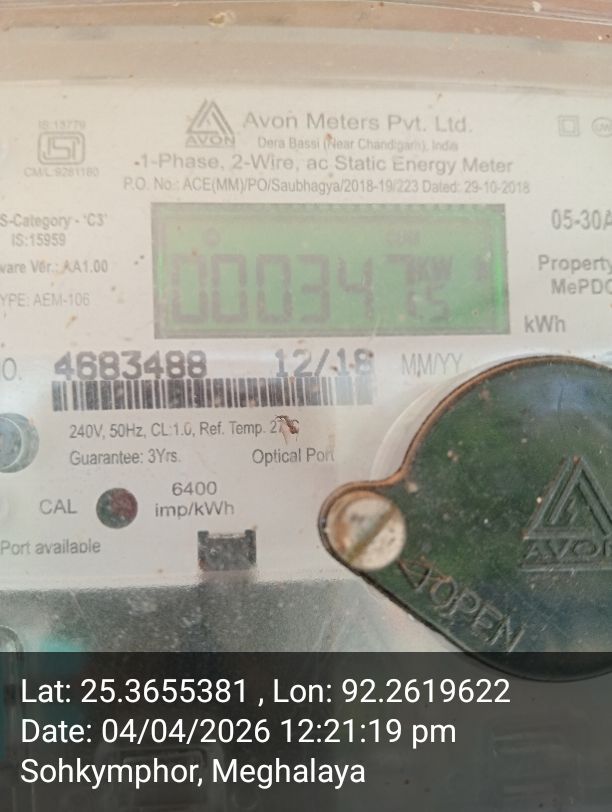 IS:13779
Avon Meters Pvt. Ltd.
AVON
Dera Bassi (Near Chandigarh), India
CM/L:9281180
1-Phase, 2-Wire, ac Static Energy Meter
P.O. No.: ACE(MM)/PO/Saubhagya/2018-19/223 Dated: 29-10-2018
S-Category - 'C3'
IS:15959
05-30A
ware Ver.: AA1.00
Property
YPE: AEM-106
MePDC
000347
KW H
kWh
O. 4683488 12/18 MM/YY
240V, 50Hz, CL:1.0, Ref. Temp. 27
Guarantee: 3Yrs. Optical Port
CAL 6400
imp/kWh
Port available
AVON
OPEN
Lat: 25.3655381 , Lon: 92.2619622
Date: 04/04/2026 12:21:19 pm
Sohkymphor, Meghalaya